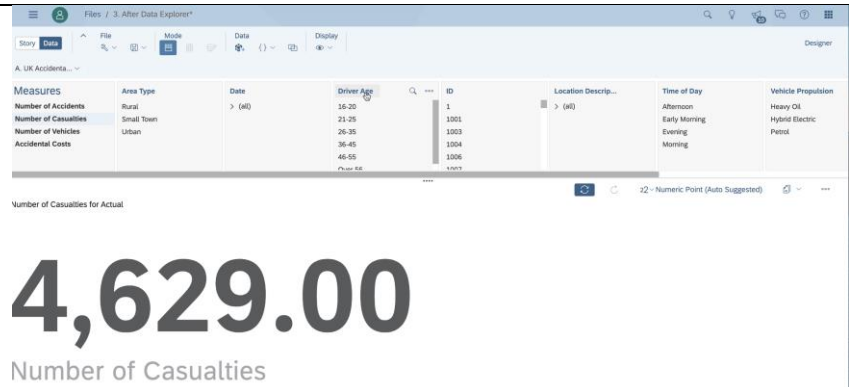 Files / 3. After Data Explorer*
File Mode Data Display
Story Data
Designer
A. UK Accidenta...
Measures
Number of Accidents
Number of Casualties
Number of Vehicles
Accidental Costs
Area Type
Rural
Small Town
Urban
Date
> (all)
Driver Age
16-20
21-25
26-35
36-45
46-55
Over 56
ID
1
1001
1003
1004
1006
1007
Location Descrip...
> (all)
Time of Day
Afternoon
Early Morning
Evening
Morning
Vehicle Propulsion
Heavy Oil
Hybrid Electric
Petrol
z2 - Numeric Point (Auto Suggested)
Number of Casualties for Actual
4,629.00
Number of Casualties